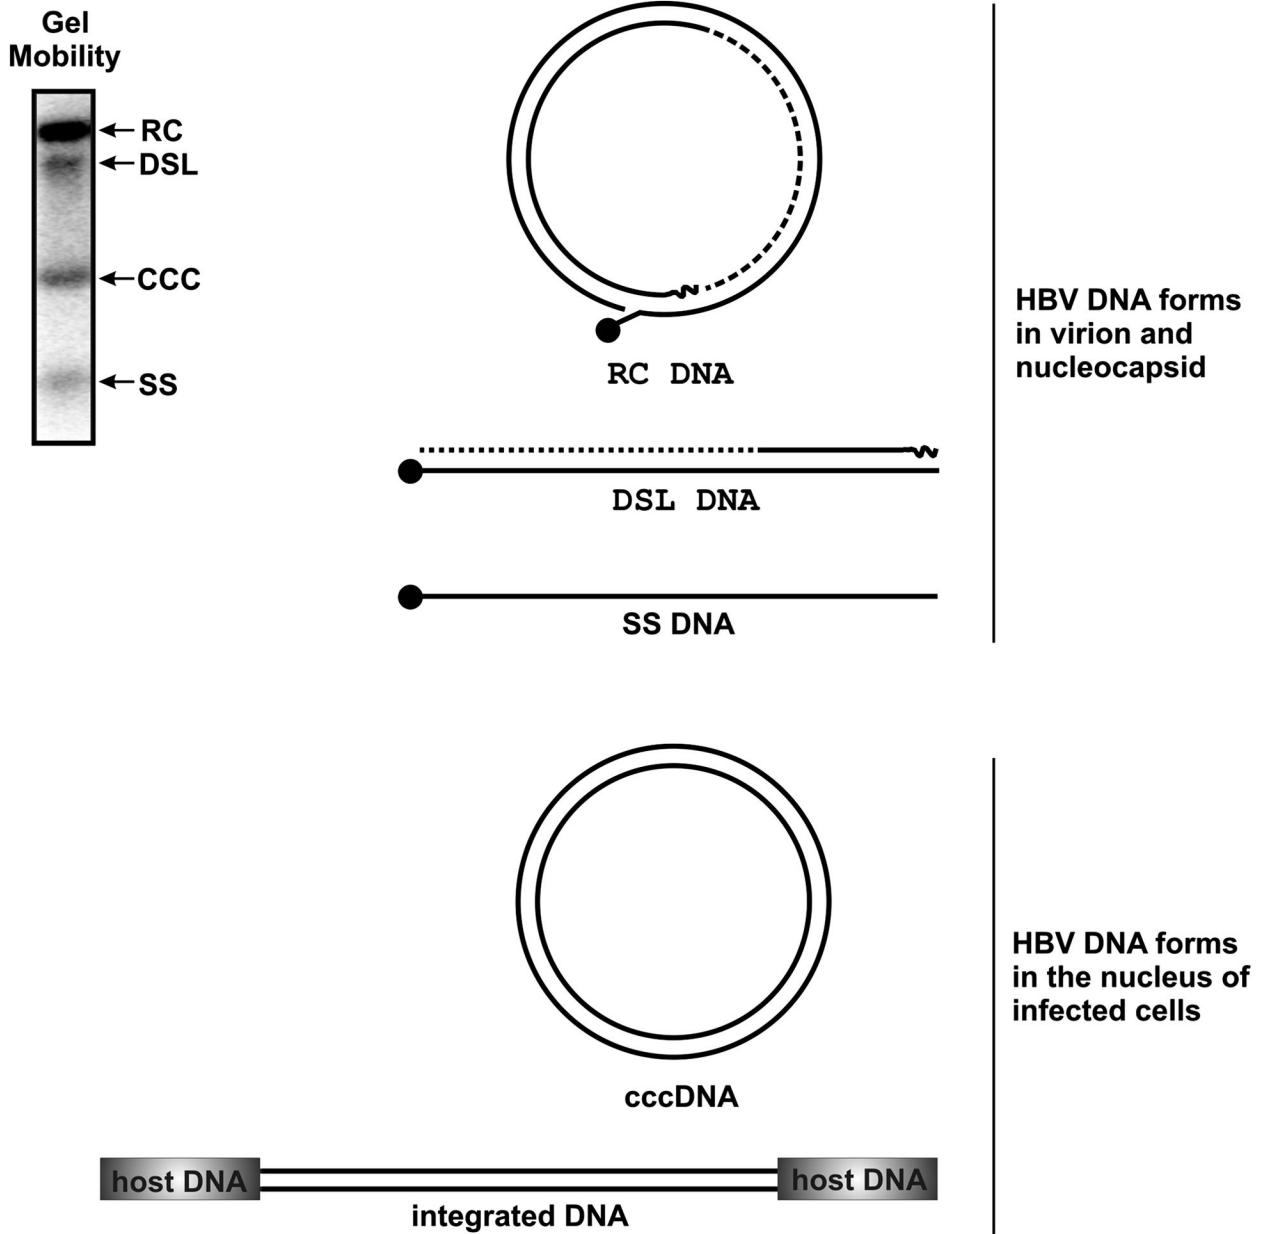 Gel
Mobility
RC
DSL
CCC
SS
RC DNA
DSL DNA
SS DNA
HBV DNA forms
in virion and
nucleocapsid
cccDNA
HBV DNA forms
in the nucleus of
infected cells
host DNA
host DNA
integrated DNA